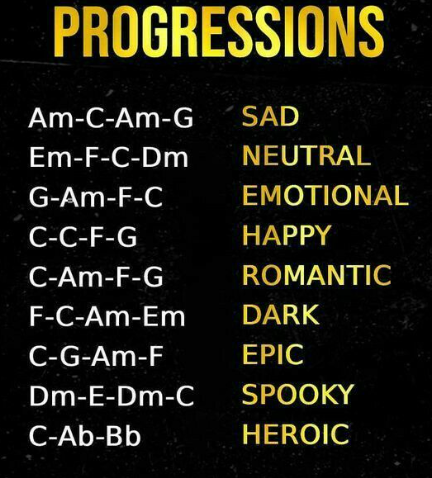 PROGRESSIONS
Am-C-Am-G SAD
Em-F-C-Dm NEUTRAL
G-Am-F-C EMOTIONAL
C-C-F-G HAPPY
C-Am-F-G ROMANTIC
F-C-Am-Em DARK
C-G-Am-F EPIC
Dm-E-Dm-C SPOOKY
C-Ab-Bb HEROIC